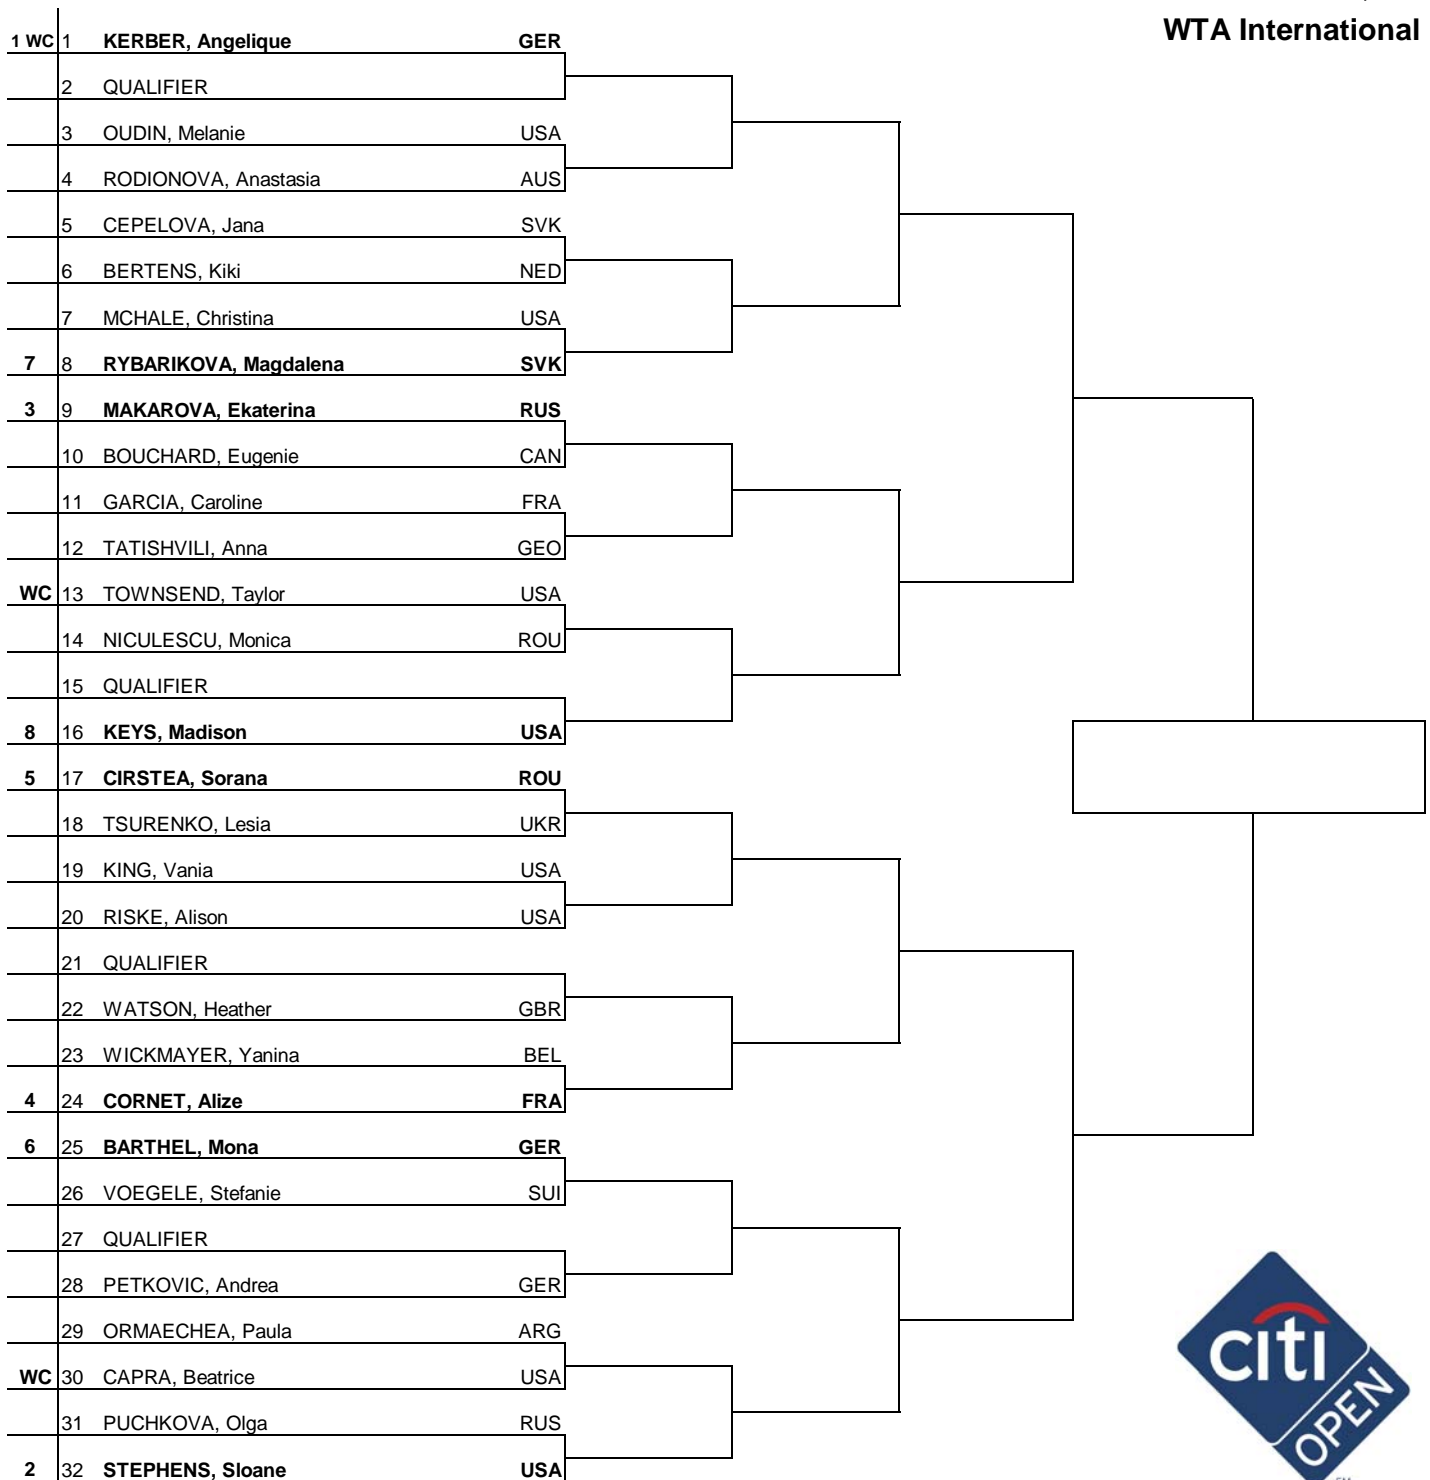 WTA International
1 WC 1 KERBER, Angelique GER
2 QUALIFIER
3 OUDIN, Melanie USA
4 RODIONOVA, Anastasia AUS
5 CEPELOVA, Jana SVK
6 BERTENS, Kiki NED
7 MCHALE, Christina USA
7 8 RYBARIKOVA, Magdalena SVK
3 9 MAKAROVA, Ekaterina RUS
10 BOUCHARD, Eugenie CAN
11 GARCIA, Caroline FRA
12 TATISHVILI, Anna GEO
WC 13 TOWNSEND, Taylor USA
14 NICULESCU, Monica ROU
15 QUALIFIER
8 16 KEYS, Madison USA
5 17 CIRSTEA, Sorana ROU
18 TSURENKO, Lesia UKR
19 KING, Vania USA
20 RISKE, Alison USA
21 QUALIFIER
22 WATSON, Heather GBR
23 WICKMAYER, Yanina BEL
4 24 CORNET, Alize FRA
6 25 BARTHEL, Mona GER
26 VOEGELE, Stefanie SUI
27 QUALIFIER
28 PETKOVIC, Andrea GER
29 ORMAECHEA, Paula ARG
WC 30 CAPRA, Beatrice USA
31 PUCHKOVA, Olga RUS
2 32 STEPHENS, Sloane USA
citi
OPEN